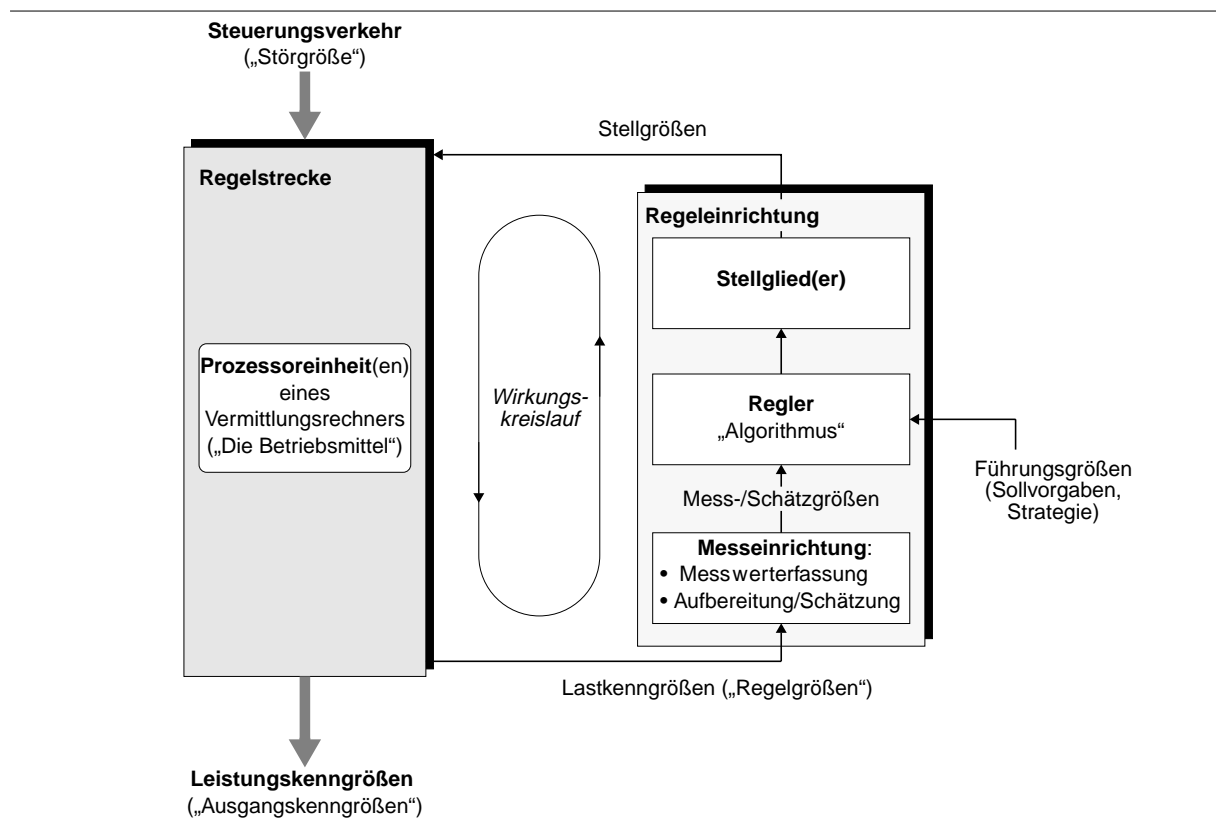 Steuerungsverkehr
(„Störgröße“)
Stellgrößen
Regelstrecke
Regeleinrichtung
Stellglied(er)
Prozessoreinheit(en)
eines
Vermittlungsrechners
(„Die Betriebsmittel“)
Wirkungs-
kreislauf
Regler
„Algorithmus“
Führungsgrößen
(Sollvorgaben,
Strategie)
Mess-/Schätzgrößen
Messeinrichtung:
• Messwerterfassung
• Aufbereitung/Schätzung
Lastkenngrößen („Regelgrößen“)
Leistungskenngrößen
(„Ausgangskenngrößen“)